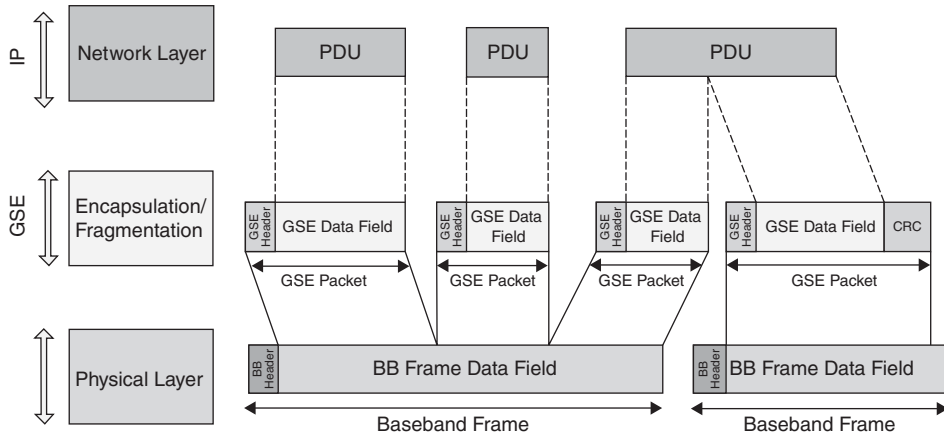 IP
Network Layer
PDU
PDU
PDU
GSE
Encapsulation/
Fragmentation
GSE
Header
GSE Data Field
GSE
Header
GSE Data
Field
GSE
Header
GSE Data
Field
GSE
Header
GSE Data Field
CRC
GSE Packet
GSE Packet
GSE Packet
GSE Packet
Physical Layer
BB
Header
BB Frame Data Field
BB
Header
BB Frame Data Field
Baseband Frame
Baseband Frame